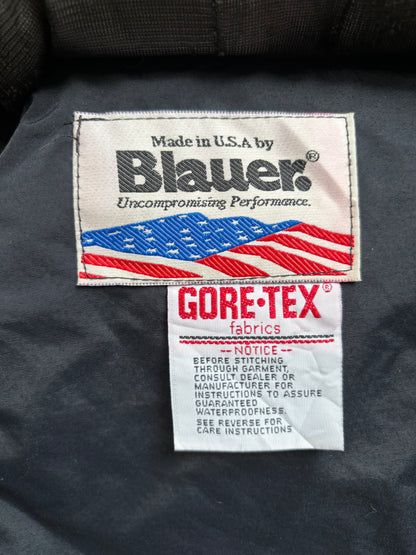 Made in U.S.A by
Blauer.®
Uncompromising Performance.
GORE-TEX®
fabrics
-- NOTICE --
BEFORE STITCHING
THROUGH GARMENT,
CONSULT DEALER OR
MANUFACTURER FOR
INSTRUCTIONS TO ASSURE
GUARANTEED
WATERPROOFNESS.
SEE REVERSE FOR
CARE INSTRUCTIONS